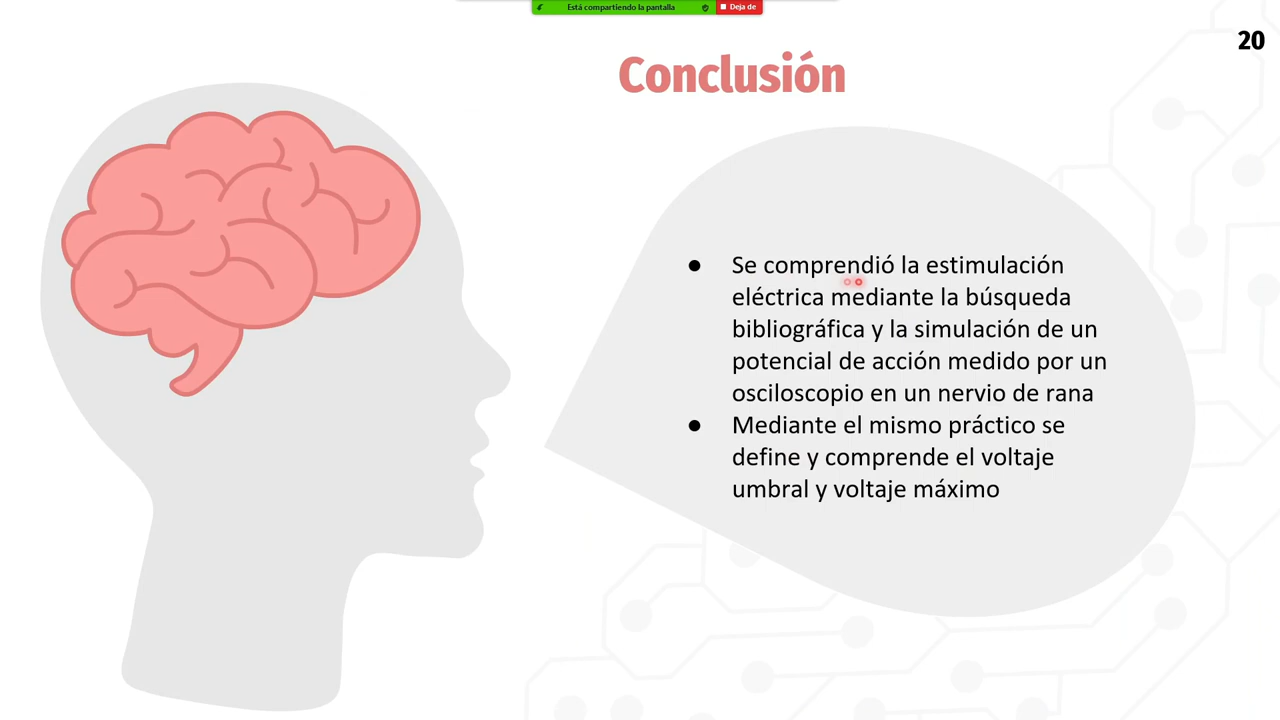 Está compartiendo la pantalla
Deja de
20
Conclusión
● Se comprendió la estimulación
eléctrica mediante la búsqueda
bibliográfica y la simulación de un
potencial de acción medido por un
osciloscopio en un nervio de rana
● Mediante el mismo práctico se
define y comprende el voltaje
umbral y voltaje máximo